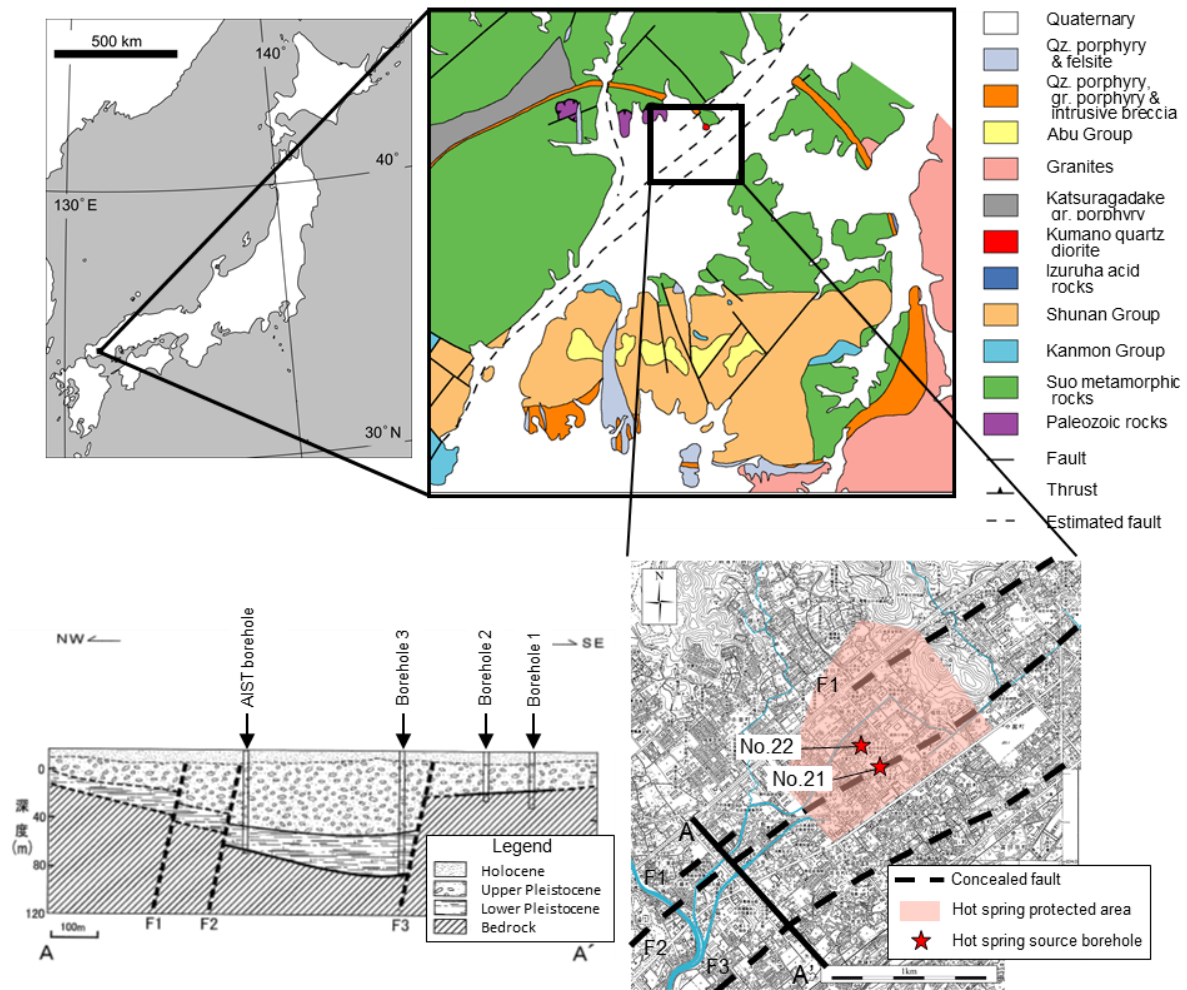 500 km
140°
40°
130°E
30°N
Quaternary
Qz. porphyry
& felsite
Qz. porphyry,
gr. porphyry &
intrusive breccia
Abu Group
Granites
Katsuragadake
gr. porphyry
Kumano quartz
diorite
Izuruha acid
rocks
Shunan Group
Kanmon Group
Suo metamorphic
rocks
Paleozoic rocks
Fault
Thrust
Estimated fault
NW
AIST borehole
Borehole 3
Borehole 2
Borehole 1
SE
0
40
80
120
深
度
(m)
F1
F2
F3
100m
A
A´
Legend
Holocene
Upper Pleistocene
Lower Pleistocene
Bedrock
N
F1
No.22
No.21
A
F1
F2
F3
A'
Concealed fault
Hot spring protected area
Hot spring source borehole
1km